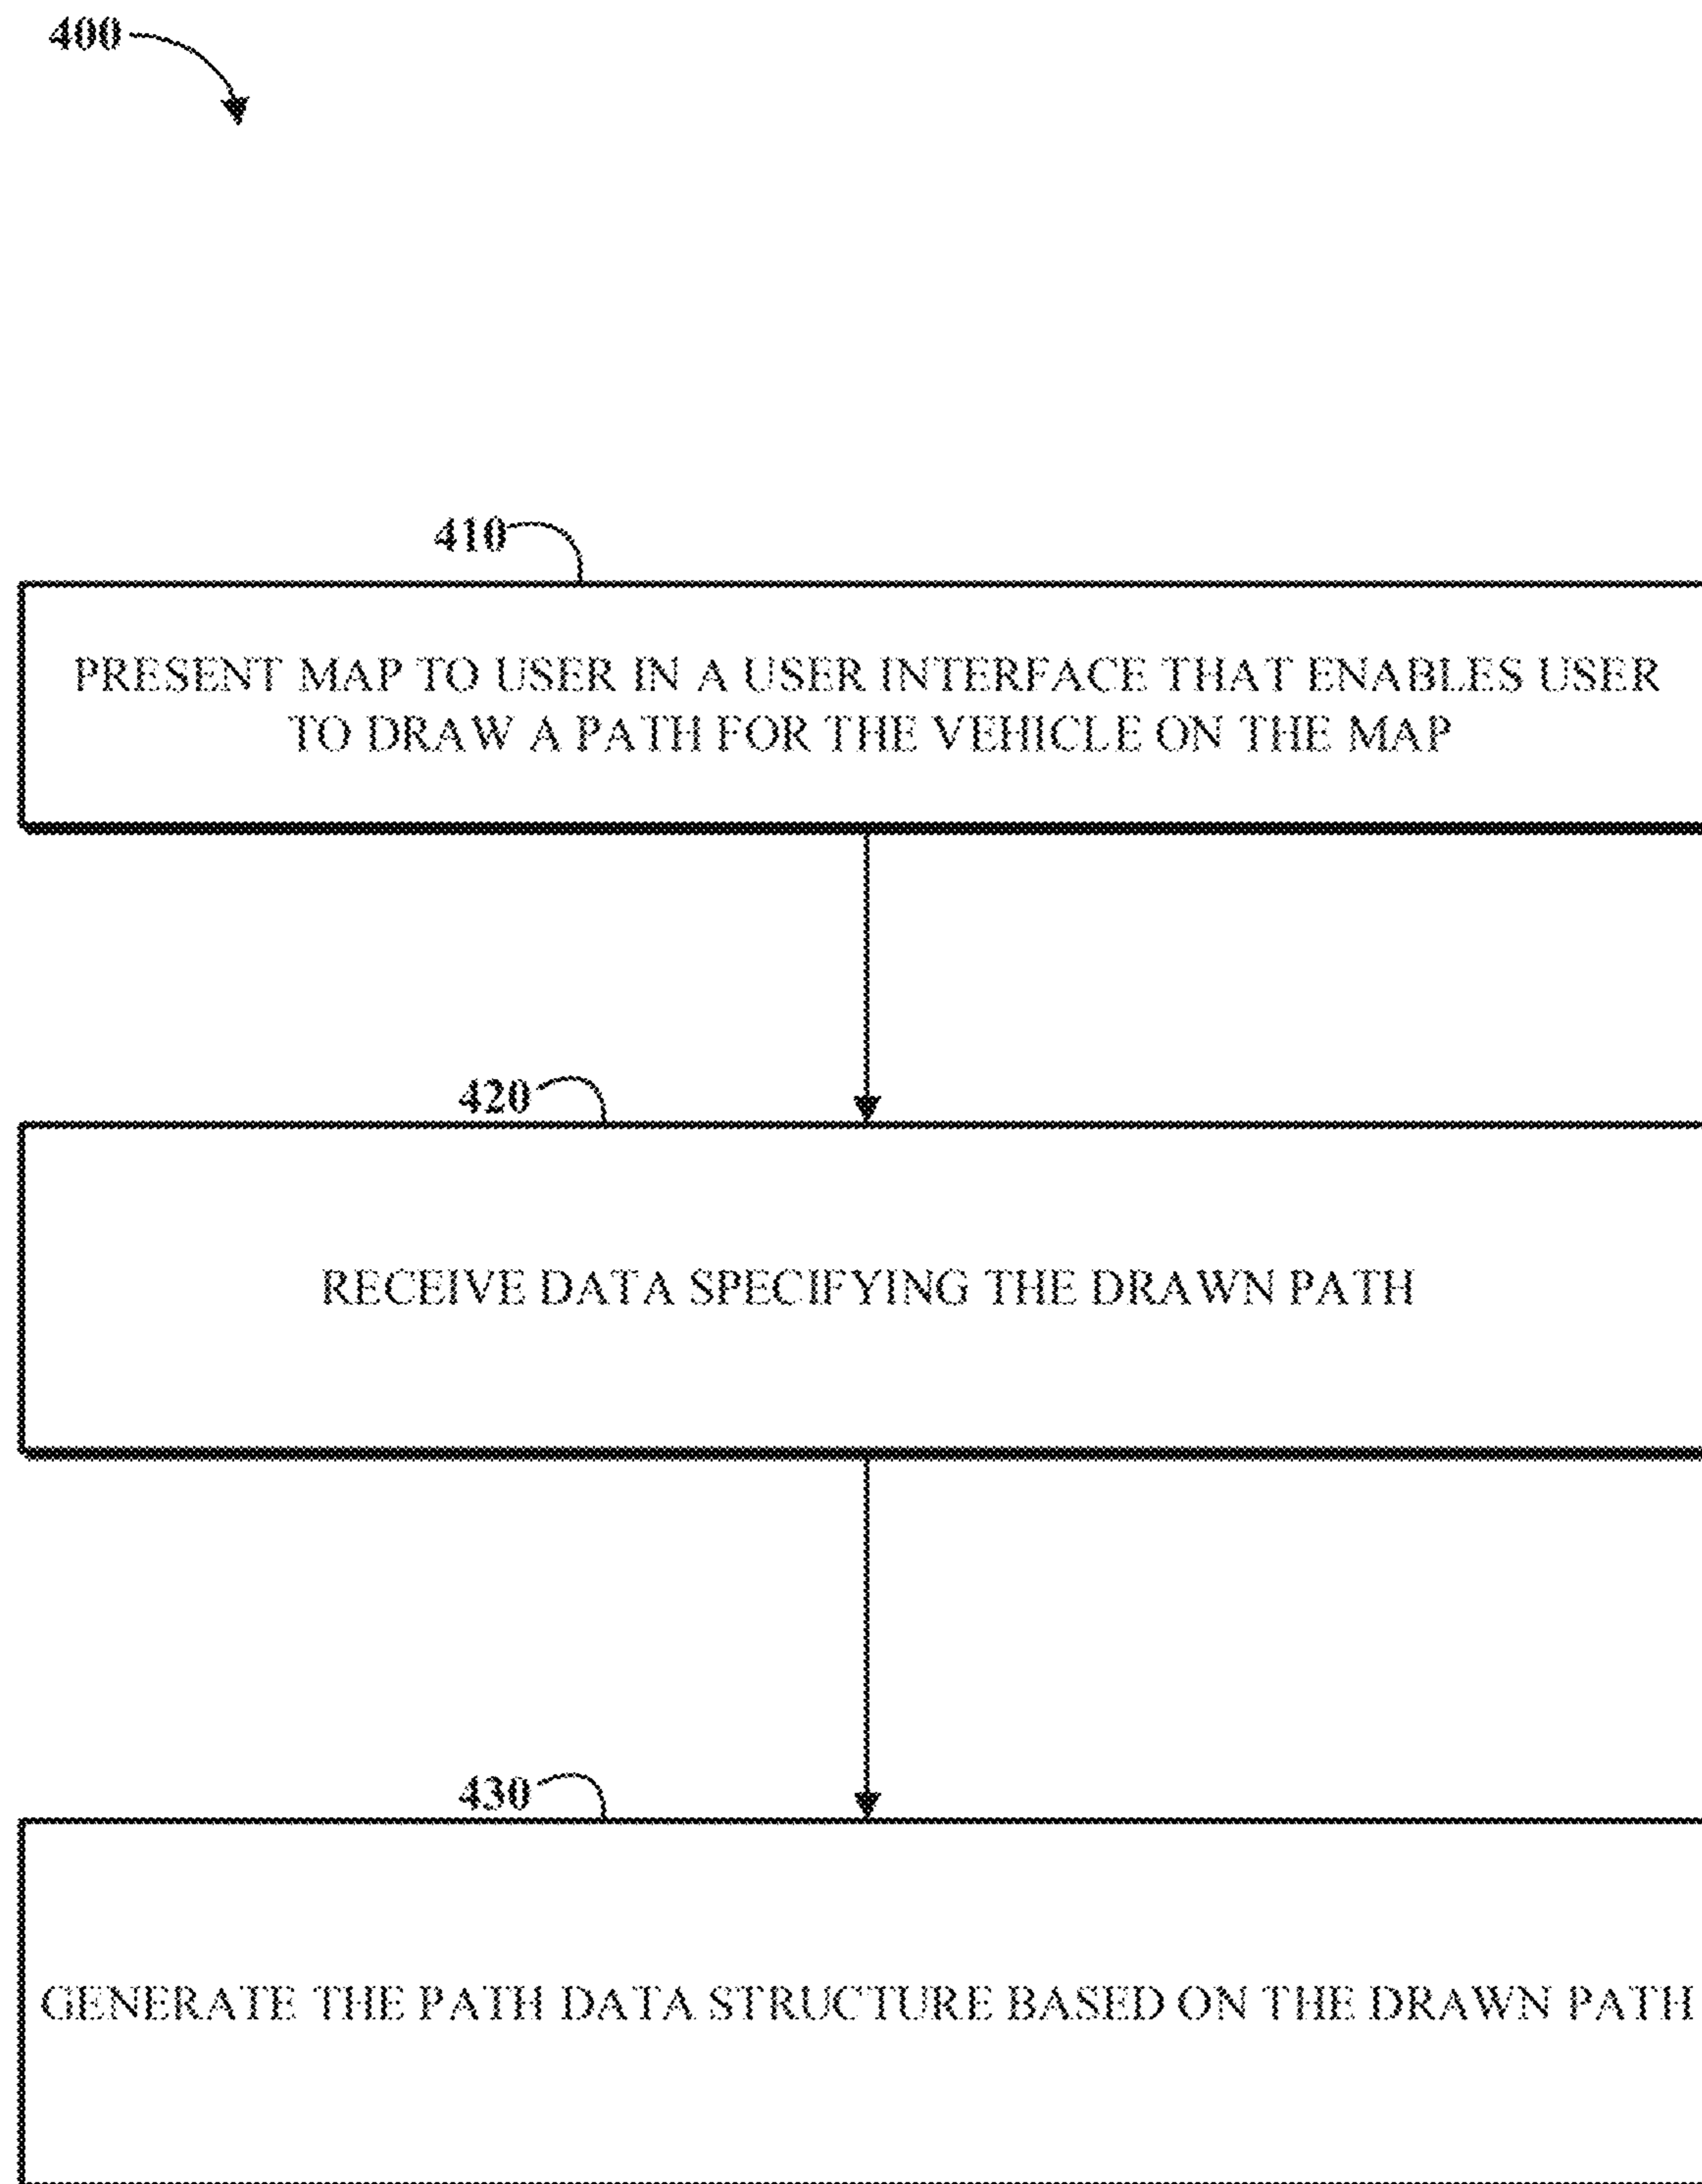 400
410
PRESENT MAP TO USER IN A USER INTERFACE THAT ENABLES USER
TO DRAW A PATH FOR THE VEHICLE ON THE MAP
420
RECEIVE DATA SPECIFYING THE DRAWN PATH
430
GENERATE THE PATH DATA STRUCTURE BASED ON THE DRAWN PATH